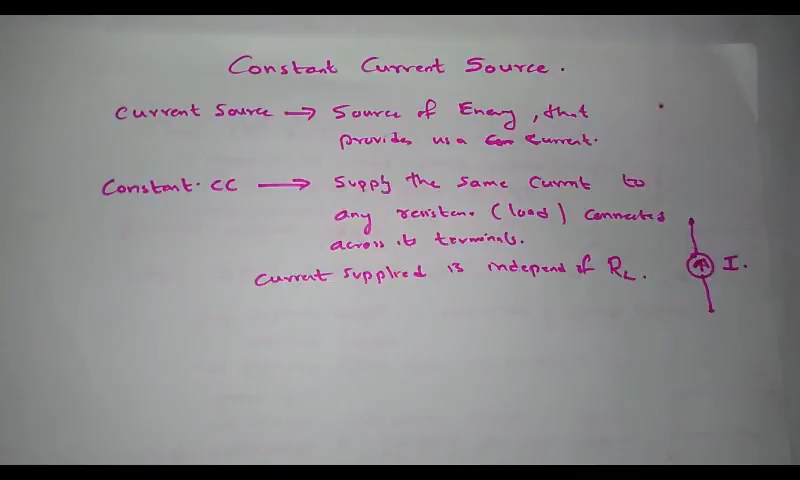 Constant Current Source.
Current Source → Source of Energy, that
provides us a Current.
Constant. CC → Supply the same Current to
any resisten. (load) connected
across its terminals.
Current supplied is independ of RL.
I.